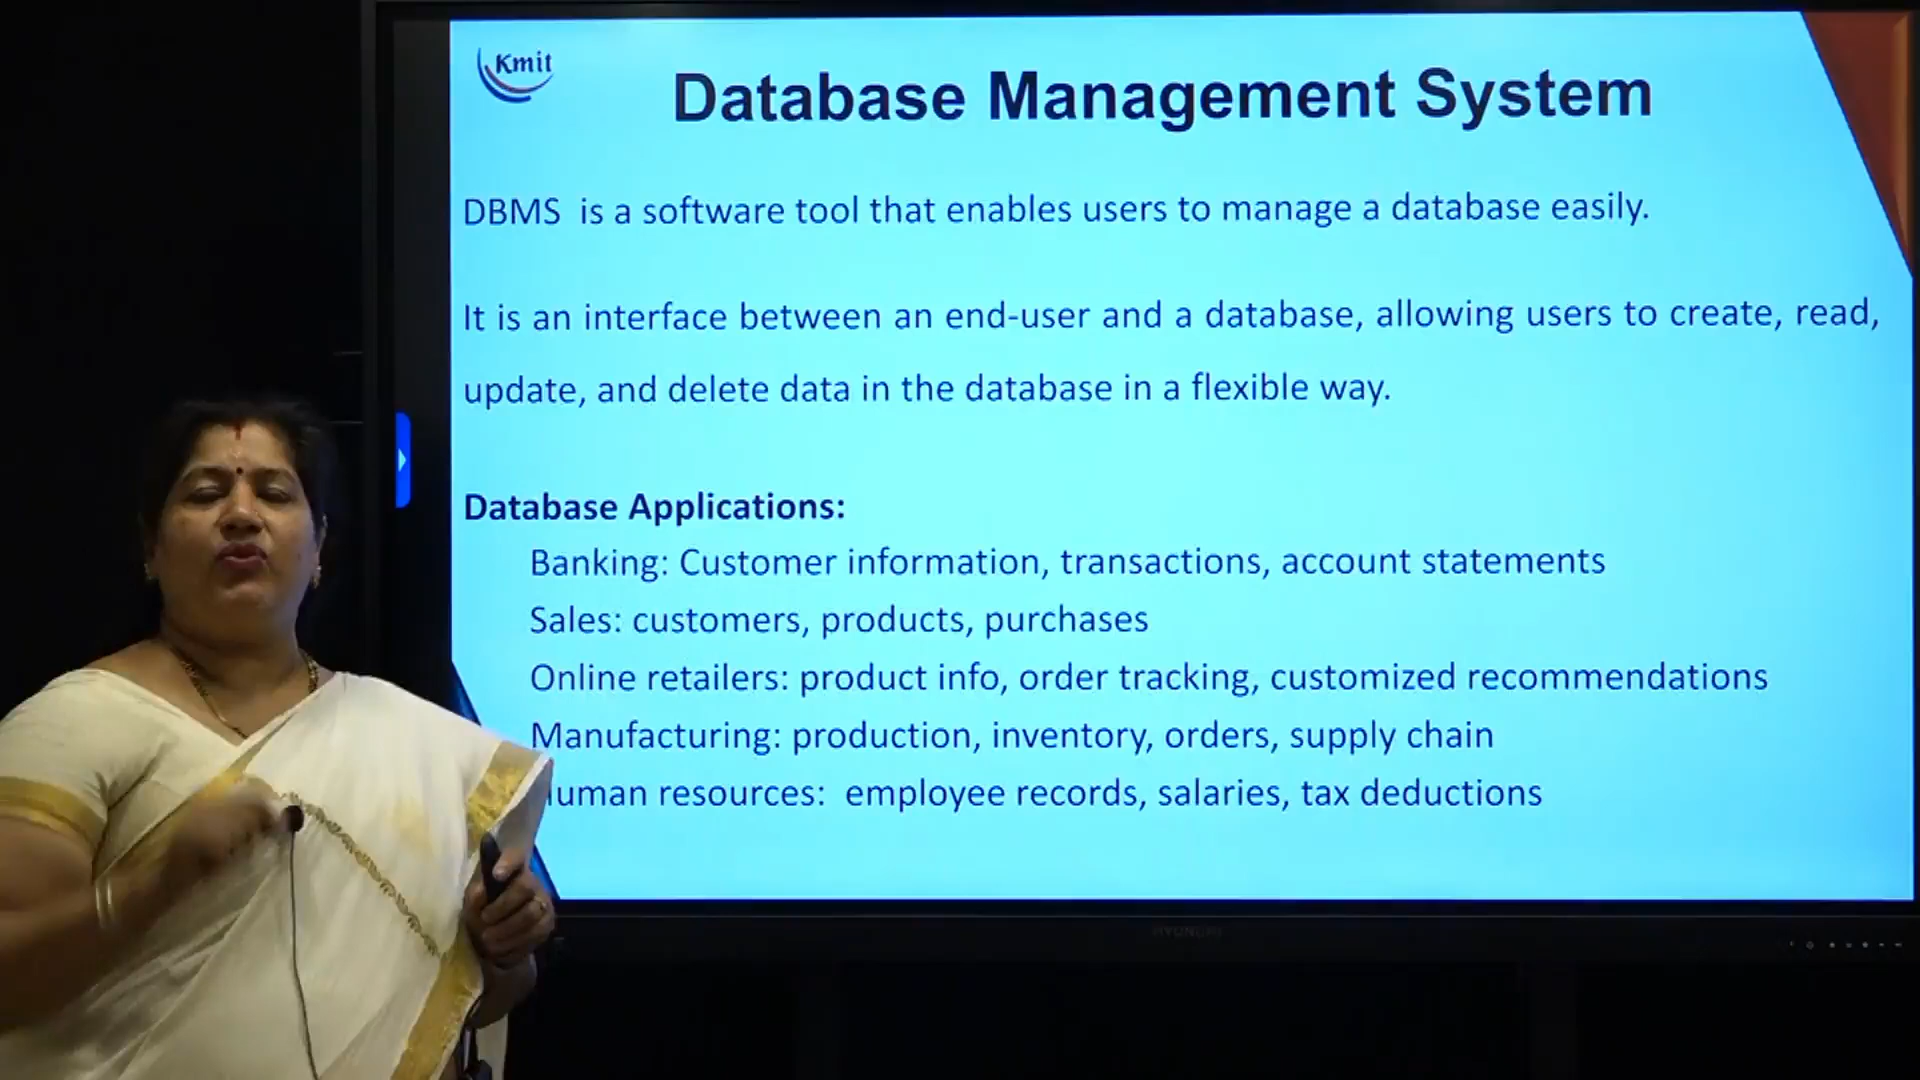 Kmit
Database Management System
DBMS is a software tool that enables users to manage a database easily.
It is an interface between an end-user and a database, allowing users to create, read,
update, and delete data in the database in a flexible way.
Database Applications:
Banking: Customer information, transactions, account statements
Sales: customers, products, purchases
Online retailers: product info, order tracking, customized recommendations
Manufacturing: production, inventory, orders, supply chain
resources: employee records, salaries, tax deductions
HYUNDAI